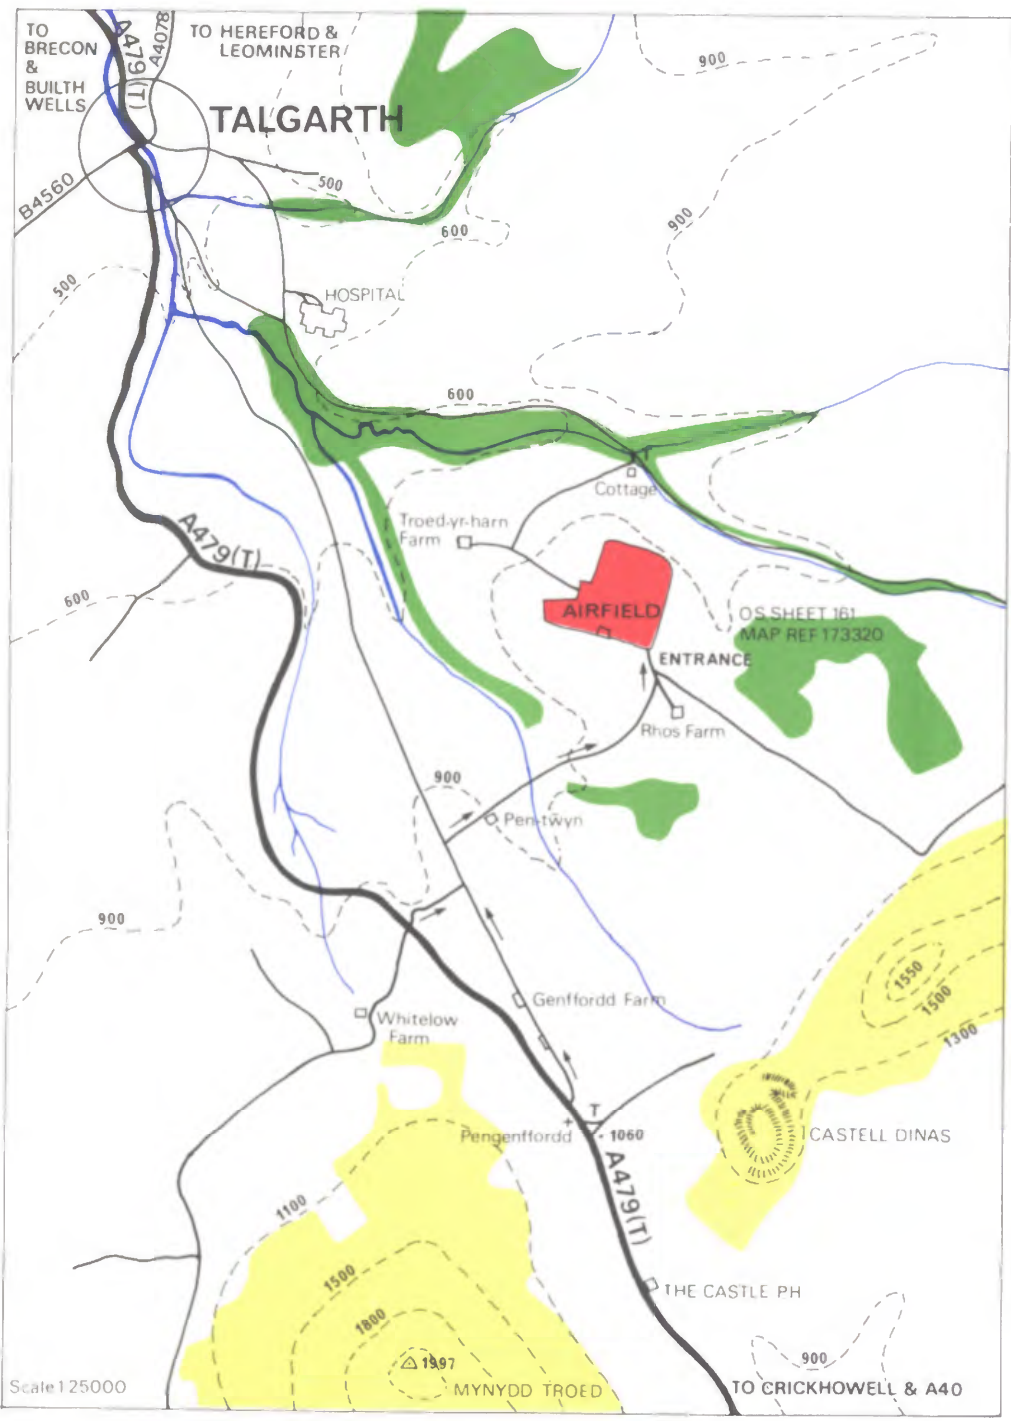 TO
BRECON
&
BUILTH
WELLS
A479(T)
A4078
TO HEREFORD &
LEOMINSTER
900
TALGARTH
B4560
500
600
900
500
HOSPITAL
600
T
Cottage
Troed-yr-harn
Farm
A479(T)
600
AIRFIELD
O.S. SHEET 161
MAP REF 173320
ENTRANCE
Rhos Farm
900
Pen-twyn
900
1550
1500
1300
Genffordd Farm
Whitelow
Farm
T
Pengenffordd
1060
CASTELL DINAS
A479(T)
1100
1500
THE CASTLE PH
1800
1997
900
Scale 1:25000
MYNYDD TROED
TO CRICKHOWELL & A40